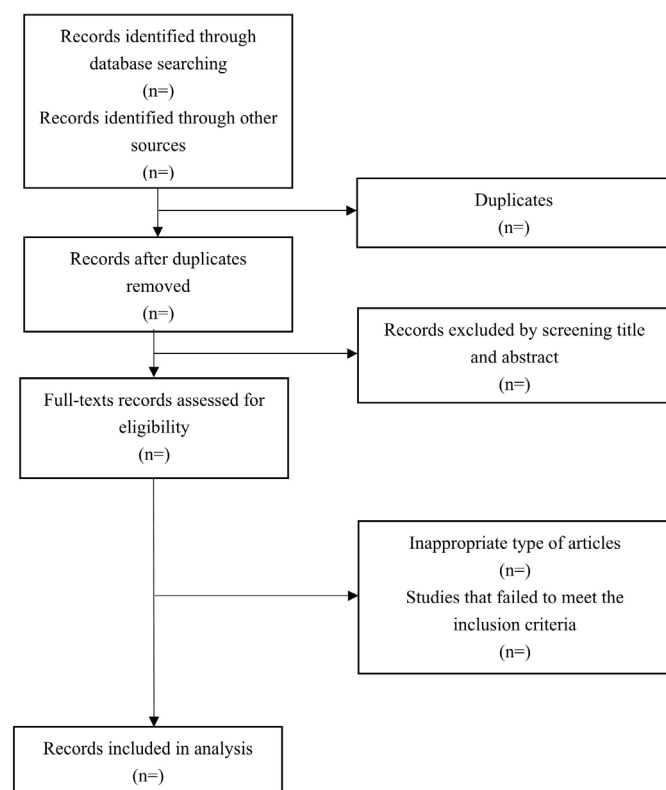 Records identified through
database searching
(n=)
Records identified through other
sources
(n=)
Duplicates
(n=)
Records after duplicates
removed
(n=)
Records excluded by screening title
and abstract
(n=)
Full-texts records assessed for
eligibility
(n=)
Inappropriate type of articles
(n=)
Studies that failed to meet the
inclusion criteria
(n=)
Records included in analysis
(n=)